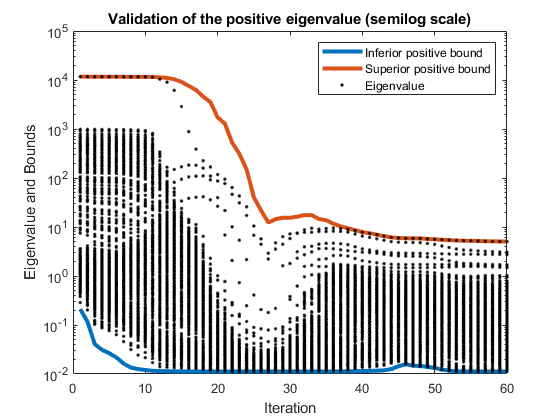 Validation of the positive eigenvalue (semilog scale)
10^5
10^4
10^3
10^2
10^1
10^0
10^-1
10^-2
Eigenvalue and Bounds
Inferior positive bound
Superior positive bound
Eigenvalue
0 10 20 30 40 50 60
Iteration